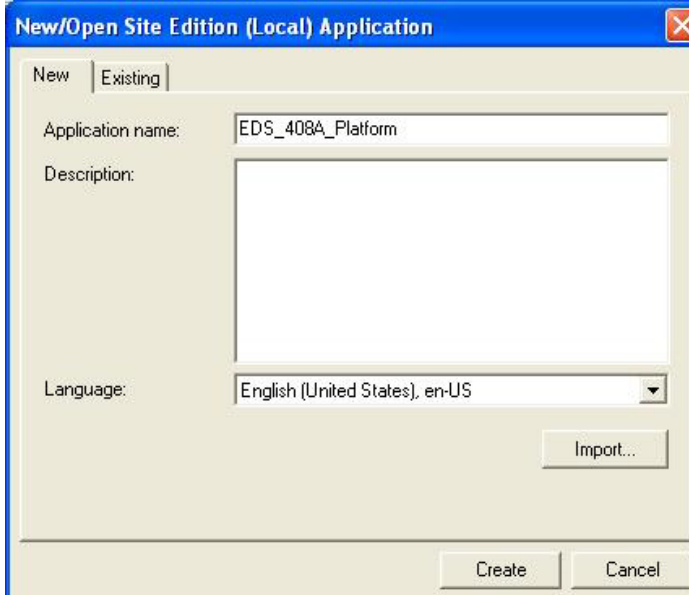 New/Open Site Edition (Local) Application
New Existing
Application name: EDS_408A_Platform
Description:
Language: English (United States), en-US
Import...
Create Cancel